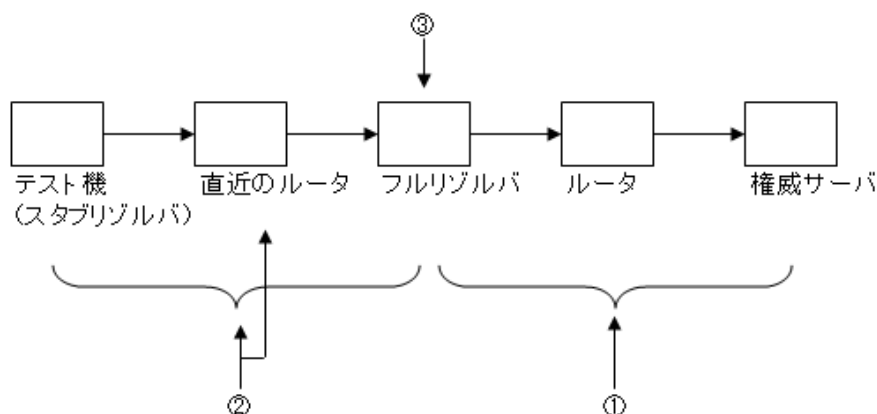 ③
テスト機
(スタブリゾルバ)
直近のルータ
フルリゾルバ
ルータ
権威サーバ
②
①